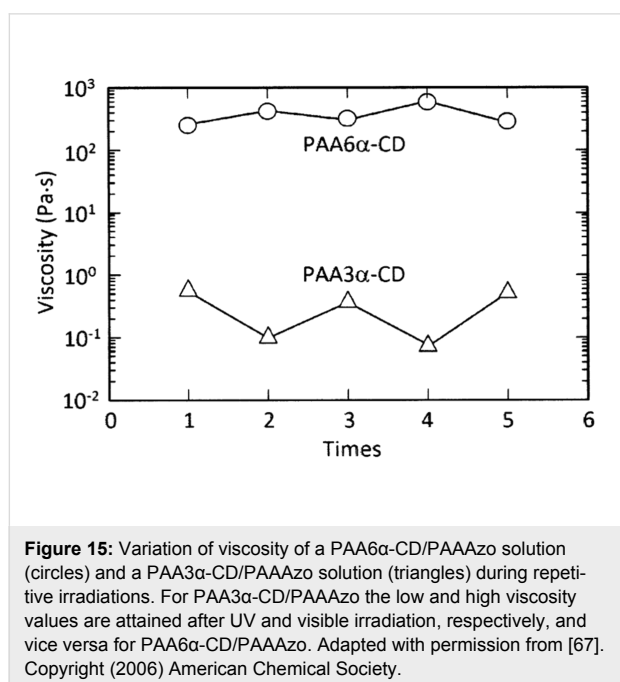 10³
10²
10¹
10⁰
10⁻¹
10⁻²
Viscosity (Pa·s)
PAA6α-CD
PAA3α-CD
0 1 2 3 4 5 6
Times
Figure 15: Variation of viscosity of a PAA6α-CD/PAAAzo solution
(circles) and a PAA3α-CD/PAAAzo solution (triangles) during repeti-
tive irradiations. For PAA3α-CD/PAAAzo the low and high viscosity
values are attained after UV and visible irradiation, respectively, and
vice versa for PAA6α-CD/PAAAzo. Adapted with permission from [67].
Copyright (2006) American Chemical Society.